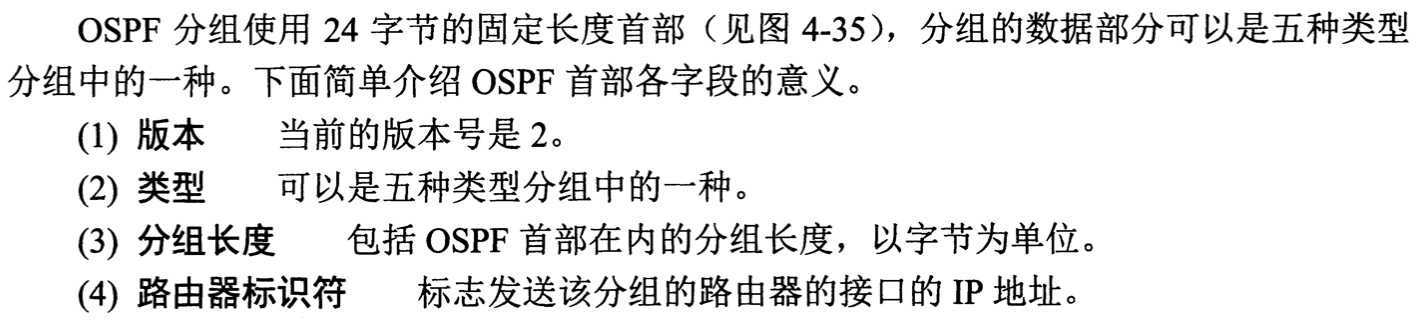 OSPF 分组使用 24 字节的固定长度首部（见图 4-35），分组的数据部分可以是五种类型
分组中的一种。下面简单介绍 OSPF 首部各字段的意义。
(1) 版本 当前的版本号是 2。
(2) 类型 可以是五种类型分组中的一种。
(3) 分组长度 包括 OSPF 首部在内的分组长度，以字节为单位。
(4) 路由器标识符 标志发送该分组的路由器的接口的 IP 地址。